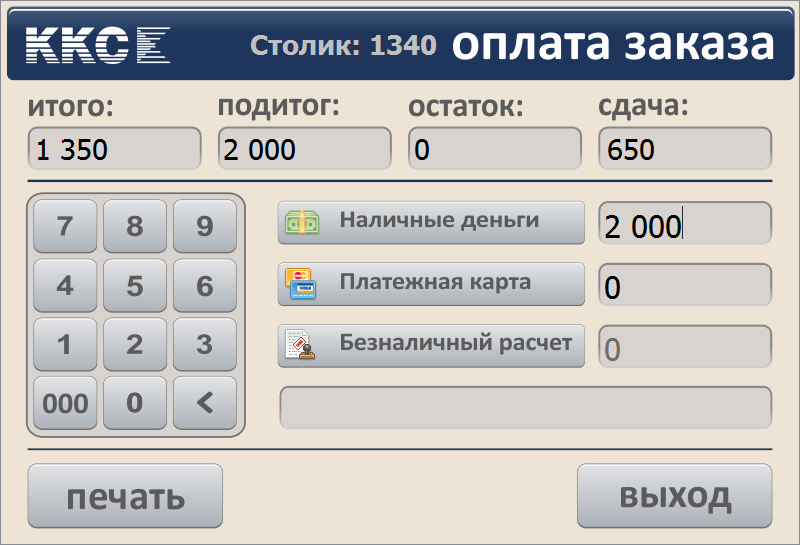 ККС Столик: 1340 оплата заказа
итого: подитог: остаток: сдача:
1 350 2 000 0 650
7 8 9 Наличные деньги 2 000
4 5 6 Платежная карта 0
1 2 3 Безналичный расчет 0
000 0 <
печать выход